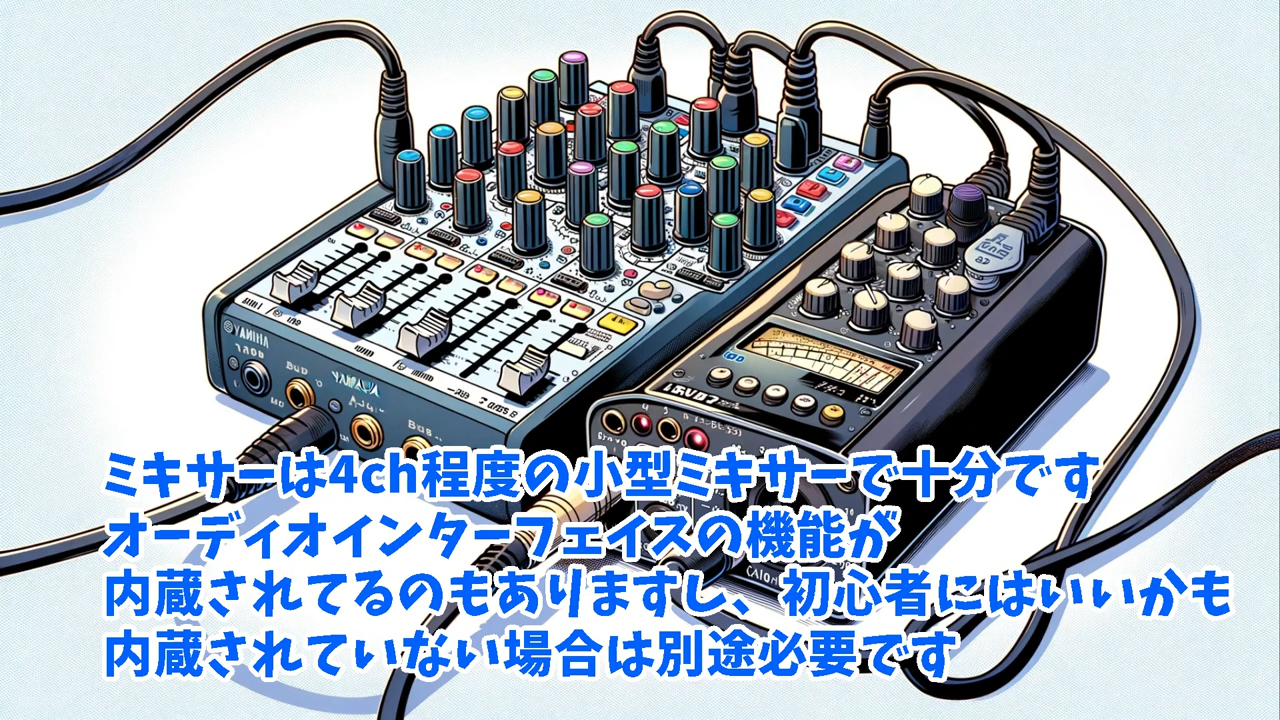 YAMIHA
ミキサーは4ch程度の小型ミキサーで十分です
オーディオインターフェイスの機能が
内蔵されてるのもありますし、初心者にはいいかも
内蔵されていない場合は別途必要です